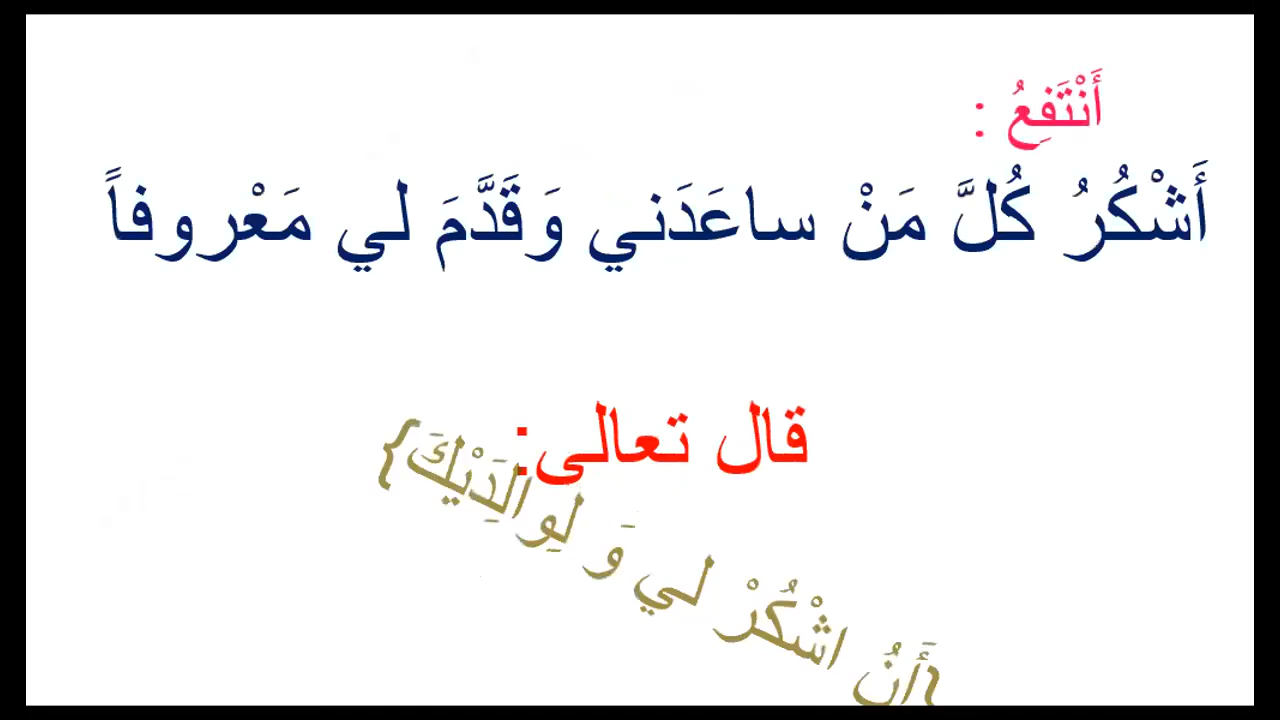 أَنْتَفِعُ :
أَشْكُرُ كُلَّ مَنْ ساعَدَني وَقَدَّمَ لي مَعْروفاً
قال تعالى:
{أَنُ اشْكُرْ لي وَ لِوالِدَيْكَ}